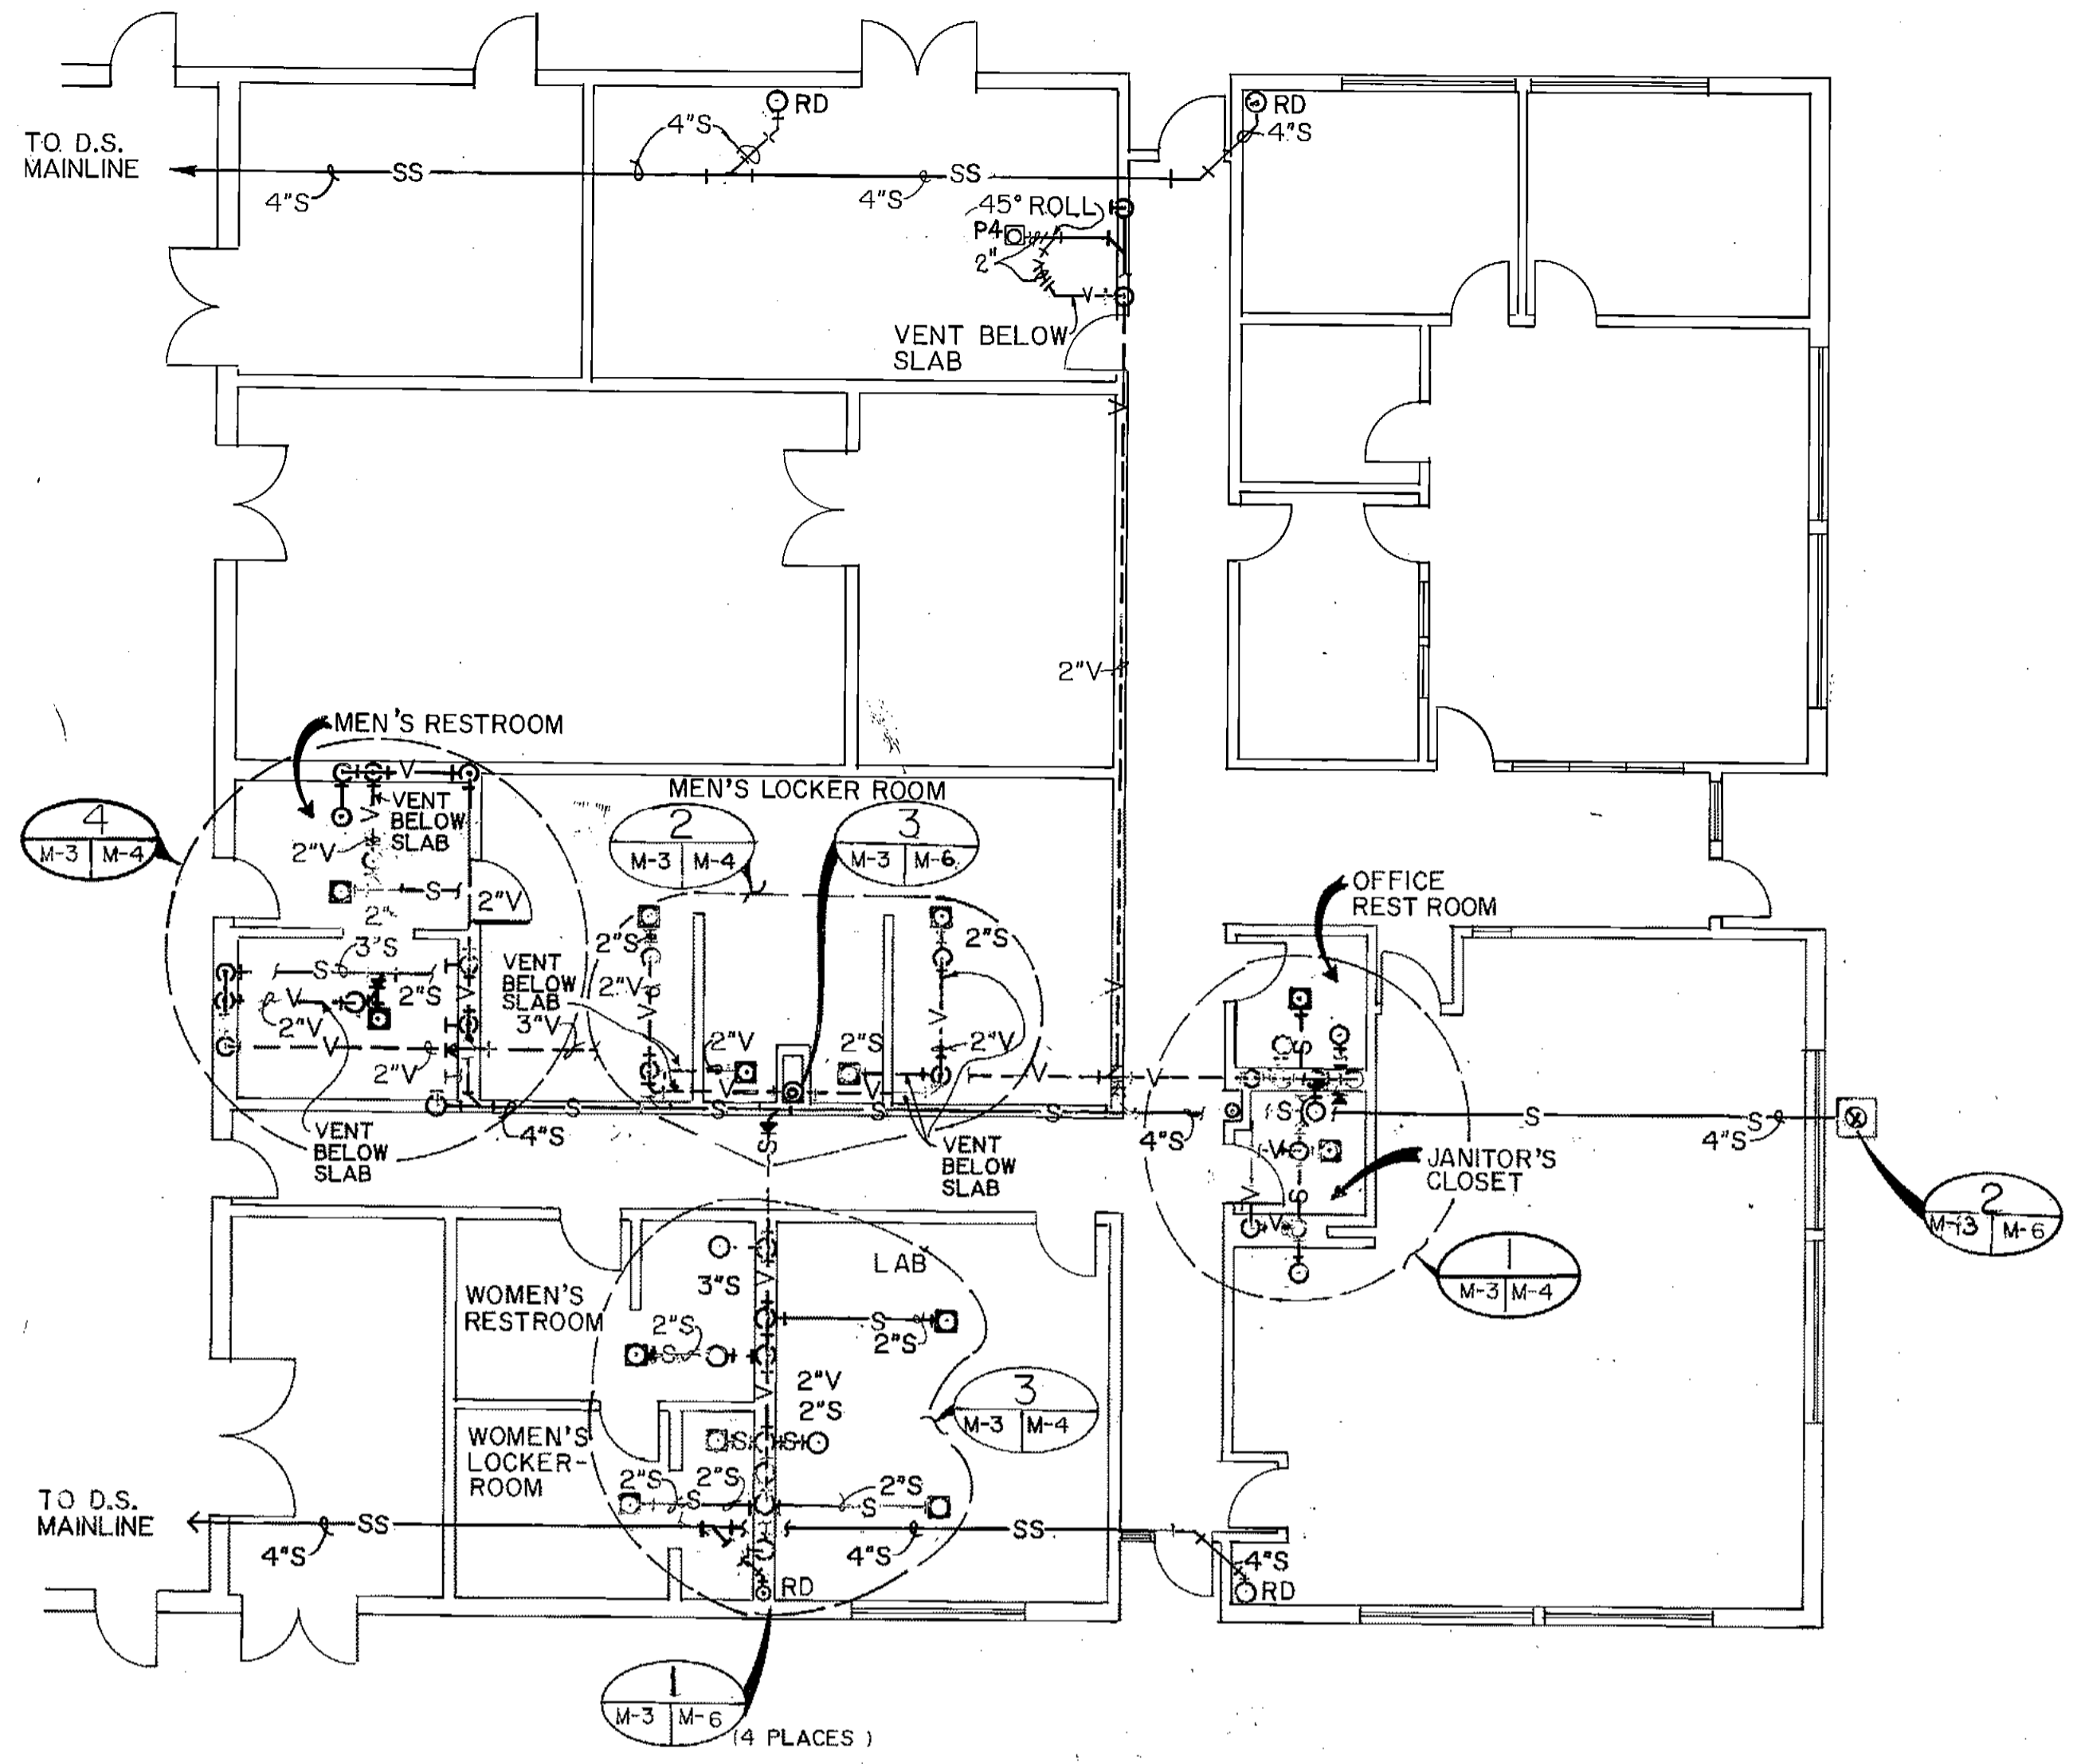 RD
RD
4"S
4"S
TO D.S.
MAINLINE
SS
SS
4"S
4"S
45° ROLL
P4
2"
V
VENT BELOW
SLAB
V
2"V
MEN'S RESTROOM
V
MEN'S LOCKER ROOM
4
M-3 M-4
VENT
BELOW
SLAB
V
2"V
2
M-3 M-4
3
M-3 M-6
S
2"V
2"
OFFICE
REST ROOM
3"S
2"S
2"S
S
2"S
VENT
BELOW
SLAB
2"V
V
V
V
V
2"V
3"V
V
2"V
2"S
2"V
S
V
2"V
V
V
V
V
S
S
S
S
4"S
4"S
S
S
S
4"S
S
VENT
BELOW
SLAB
VENT
BELOW
SLAB
V
JANITOR'S
CLOSET
V
S
V
2
M-3 M-6
LAB
V
3"S
1
M-3 M-4
WOMEN'S
RESTROOM
2"S
S
S
2"S
V
2"V
2"S
3
M-3 M-4
WOMEN'S
LOCKER-
ROOM
S
S
2"S
2"S
S
2"S
S
TO D.S.
MAINLINE
SS
SS
4"S
4"S
4"S
RD
RD
1
M-3 M-6
(4 PLACES)